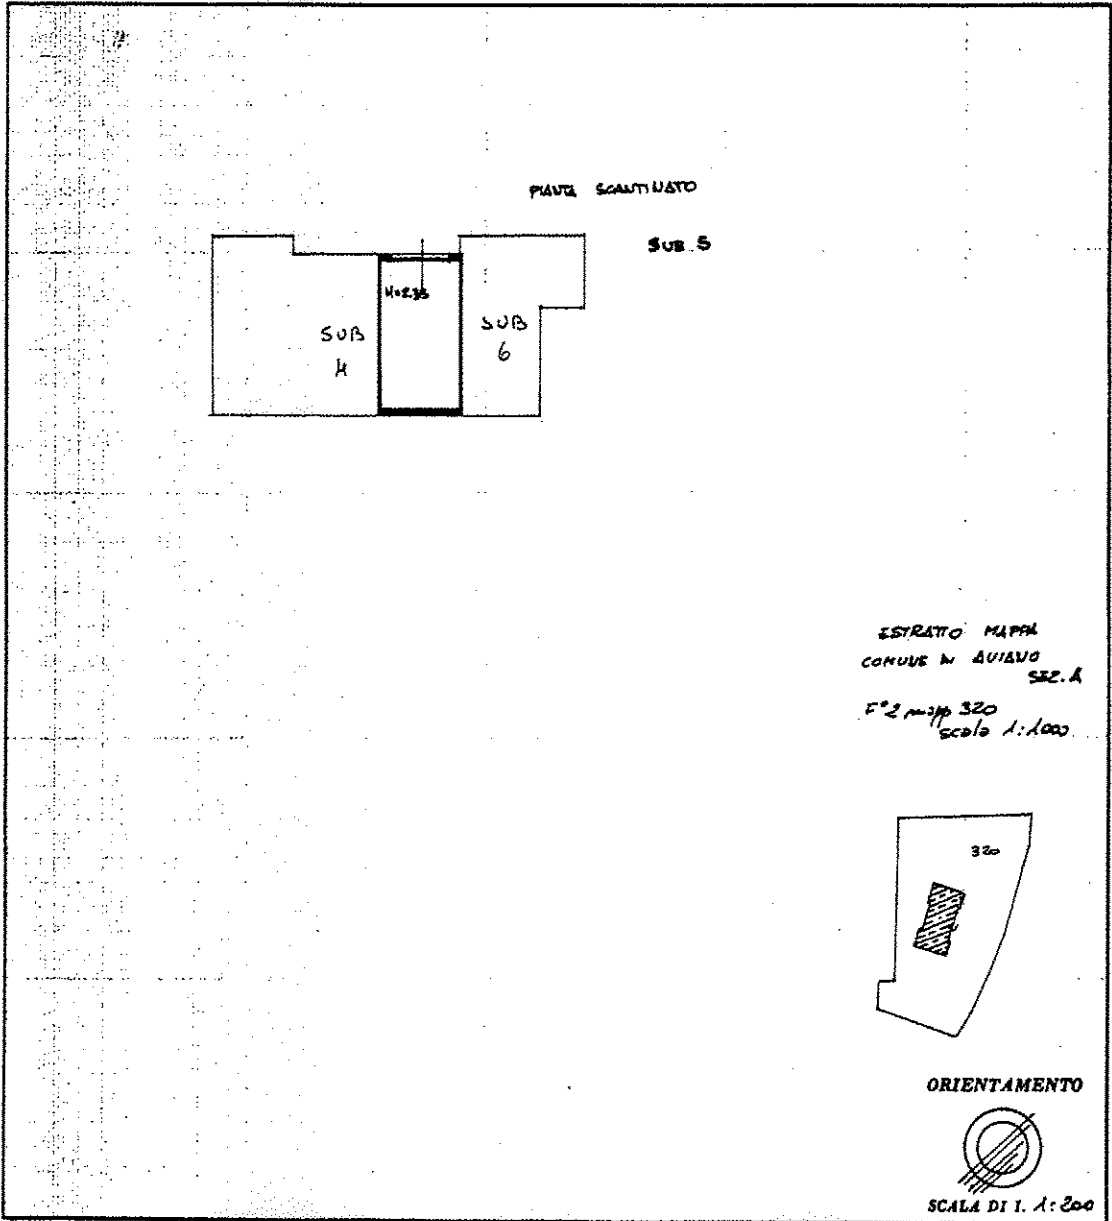 PIANTA SCANTINATO
SUB. 5
H=2.35
SUB
4
SUB
6
ESTRATTO MAPPA
COMUNE DI AVIANO
SEZ. A
F° 2 mapp 320
scala 1:1000
320
ORIENTAMENTO
SCALA DI 1. 1:200